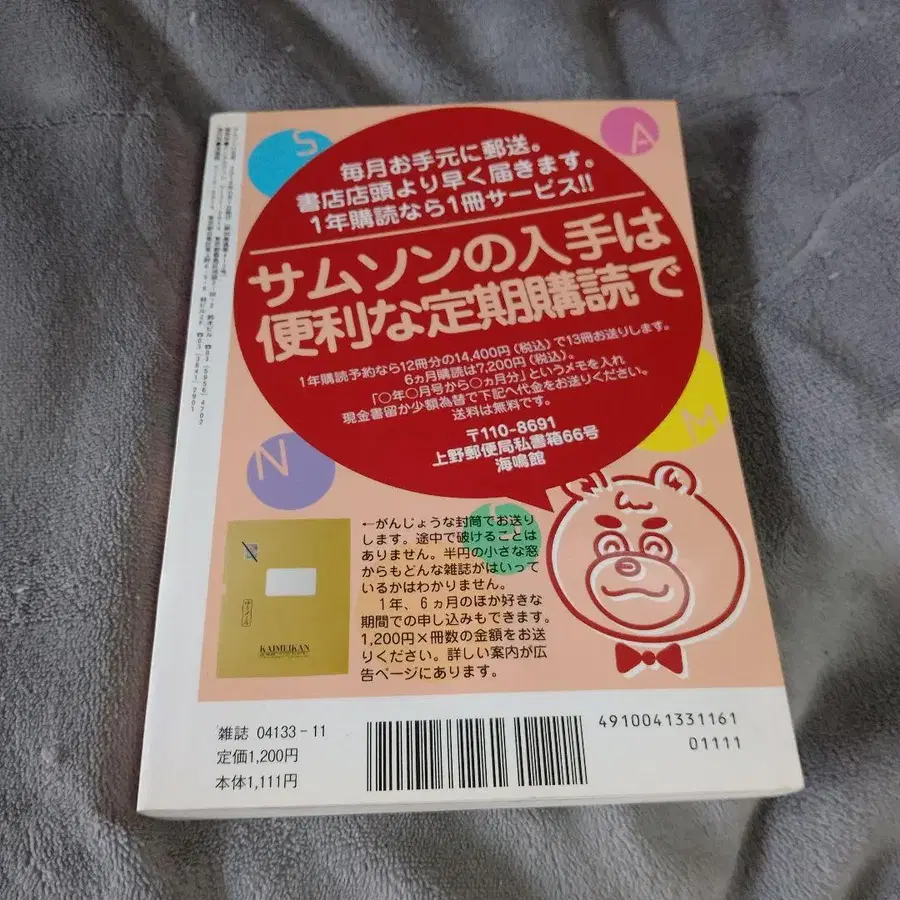 S
A
M
S
N
毎月お手元に郵送。
書店店頭より早く届きます。
1年購読なら1冊サービス!!
サムソンの入手は
便利な定期購読で
1年購読予約なら12冊分の14,400円(税込)で13冊お送りします。
6ヵ月購読は7,200円(税込)。
「○年○月号から○ヵ月分」というメモを入れ
現金書留か少額為替で下記へ代金をお送りください。
送料は無料です。
〒110-8691
上野郵便局私書箱66号
海鳴館
←がんじょうな封筒でお送り
します。途中で破けることは
ありません。半円の小さな窓
からもどんな雑誌がはいって
いるかはわかりません。
1年、6ヵ月のほか好きな
期間での申し込みもできます。
1,200円×冊数の金額をお送
りください。詳しい案内が広
告ページにあります。
KAIMEIKAN
雑誌 04133-11
定価1,200円
本体1,111円
4910041331161
01111